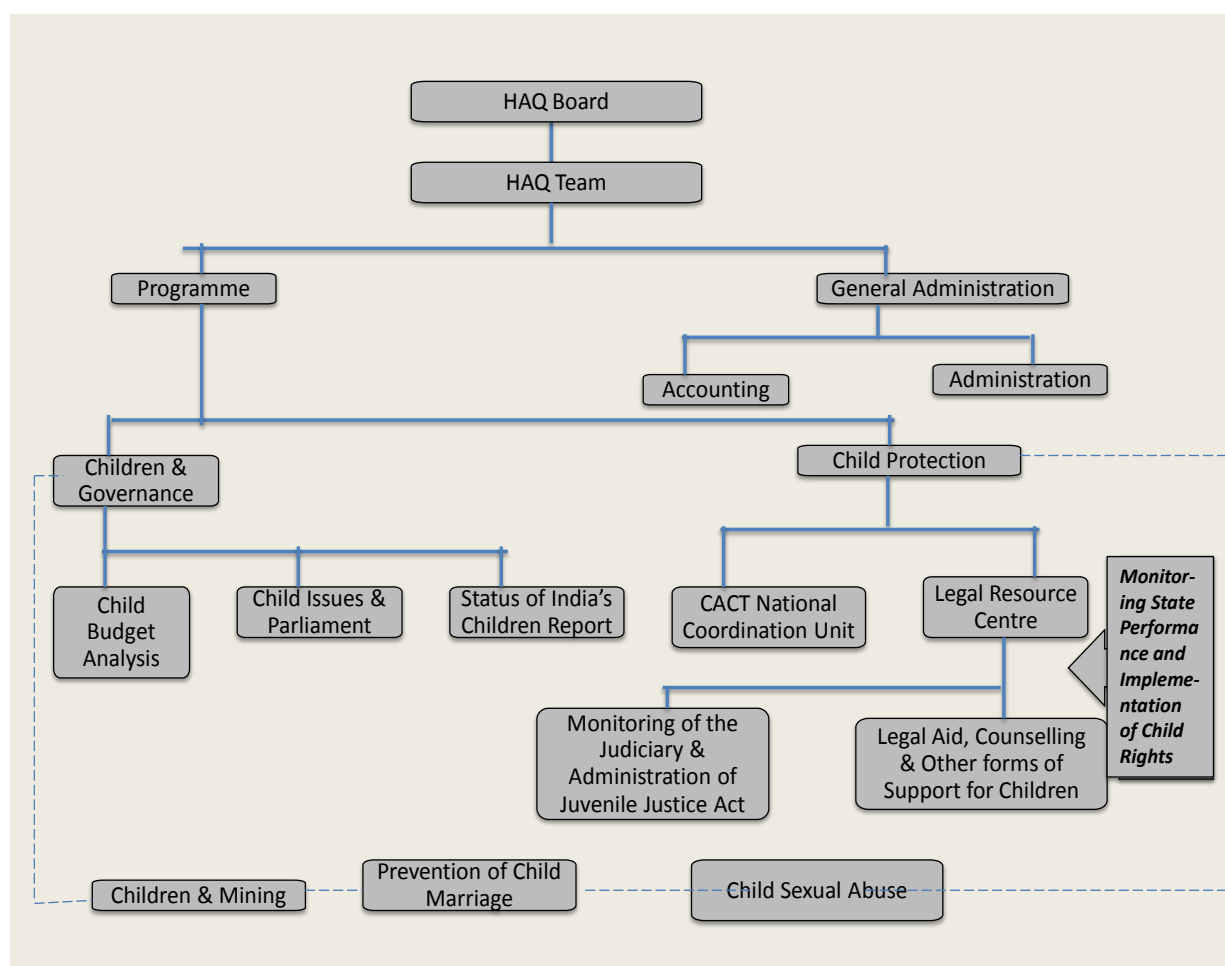 HAQ Board
HAQ Team
Programme
General Administration
Accounting
Administration
Children &
Governance
Child Protection
Child
Budget
Analysis
Child Issues &
Parliament
Status of India's
Children Report
CACT National
Coordination Unit
Legal Resource
Centre
Monitor-
ing State
Performa
nce and
Impleme-
ntation
of Child
Rights
Monitoring of the
Judiciary &
Administration of
Juvenile Justice Act
Legal Aid, Counselling
& Other forms of
Support for Children
Children & Mining
Prevention of Child
Marriage
Child Sexual Abuse